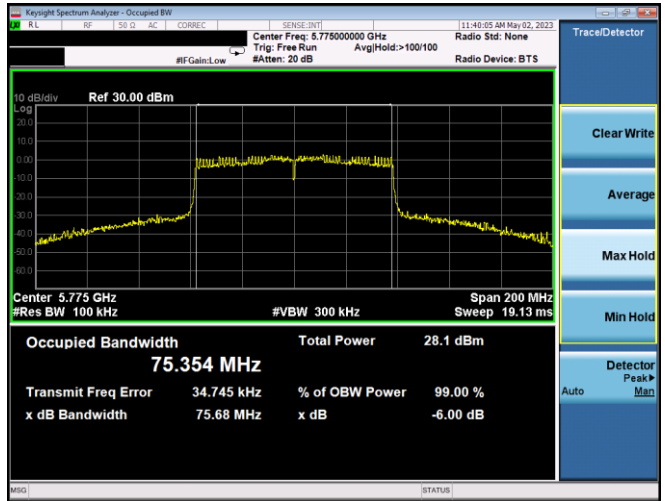 Keysight Spectrum Analyzer - Occupied BW
RL RF 50 Ω AC CORREC SENSE:INT 11:40:05 AM May 02, 2023
Center Freq: 5.775000000 GHz Radio Std: None
Trig: Free Run Avg|Hold:>100/100
#IFGain:Low #Atten: 20 dB Radio Device: BTS
10 dB/div Ref 30.00 dBm
Log
20.0
10.0
0.00
-10.0
-20.0
-30.0
-40.0
-50.0
-60.0
Center 5.775 GHz Span 200 MHz
#Res BW 100 kHz #VBW 300 kHz Sweep 19.13 ms
Occupied Bandwidth Total Power 28.1 dBm
75.354 MHz
Transmit Freq Error 34.745 kHz % of OBW Power 99.00 %
x dB Bandwidth 75.68 MHz x dB -6.00 dB
MSG STATUS
Trace/Detector
Clear Write
Average
Max Hold
Min Hold
Detector
Peak▶
Auto Man